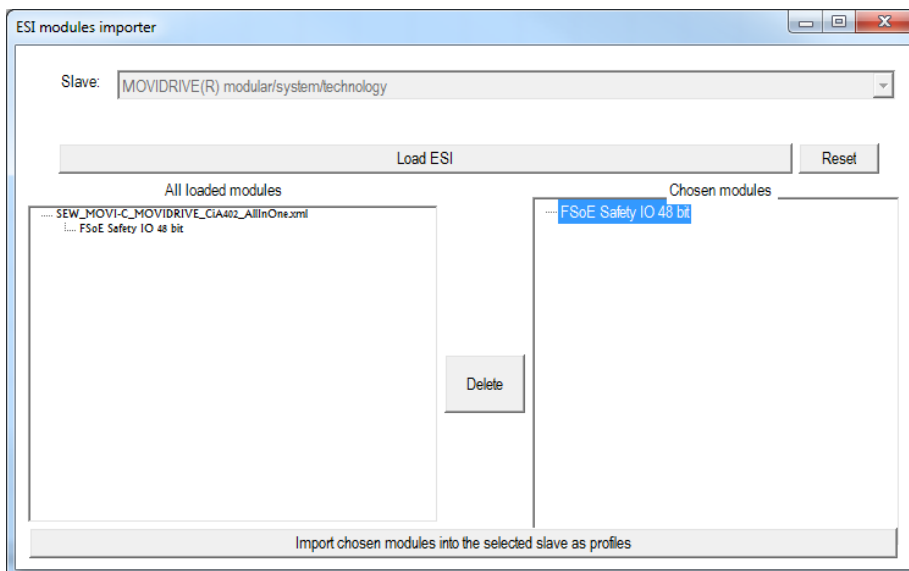 ESI modules importer
Slave: MOVIDRIVE(R) modular/system/technology
Load ESI Reset
All loaded modules Chosen modules
SEW_MOVI-C_MOVIDRIVE_CiA402_AllInOne.xml FSoE Safety IO 48 bit
FSoE Safety IO 48 bit
Delete
Import chosen modules into the selected slave as profiles